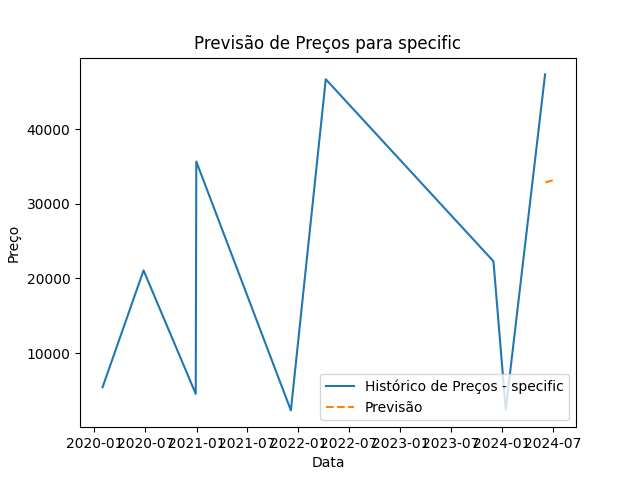 Previsão de Preços para specific
Preço
40000
30000
20000
10000
Histórico de Preços - specific
Previsão
2020-01 2020-07 2021-01 2021-07 2022-01 2022-07 2023-01 2023-07 2024-01 2024-07
Data